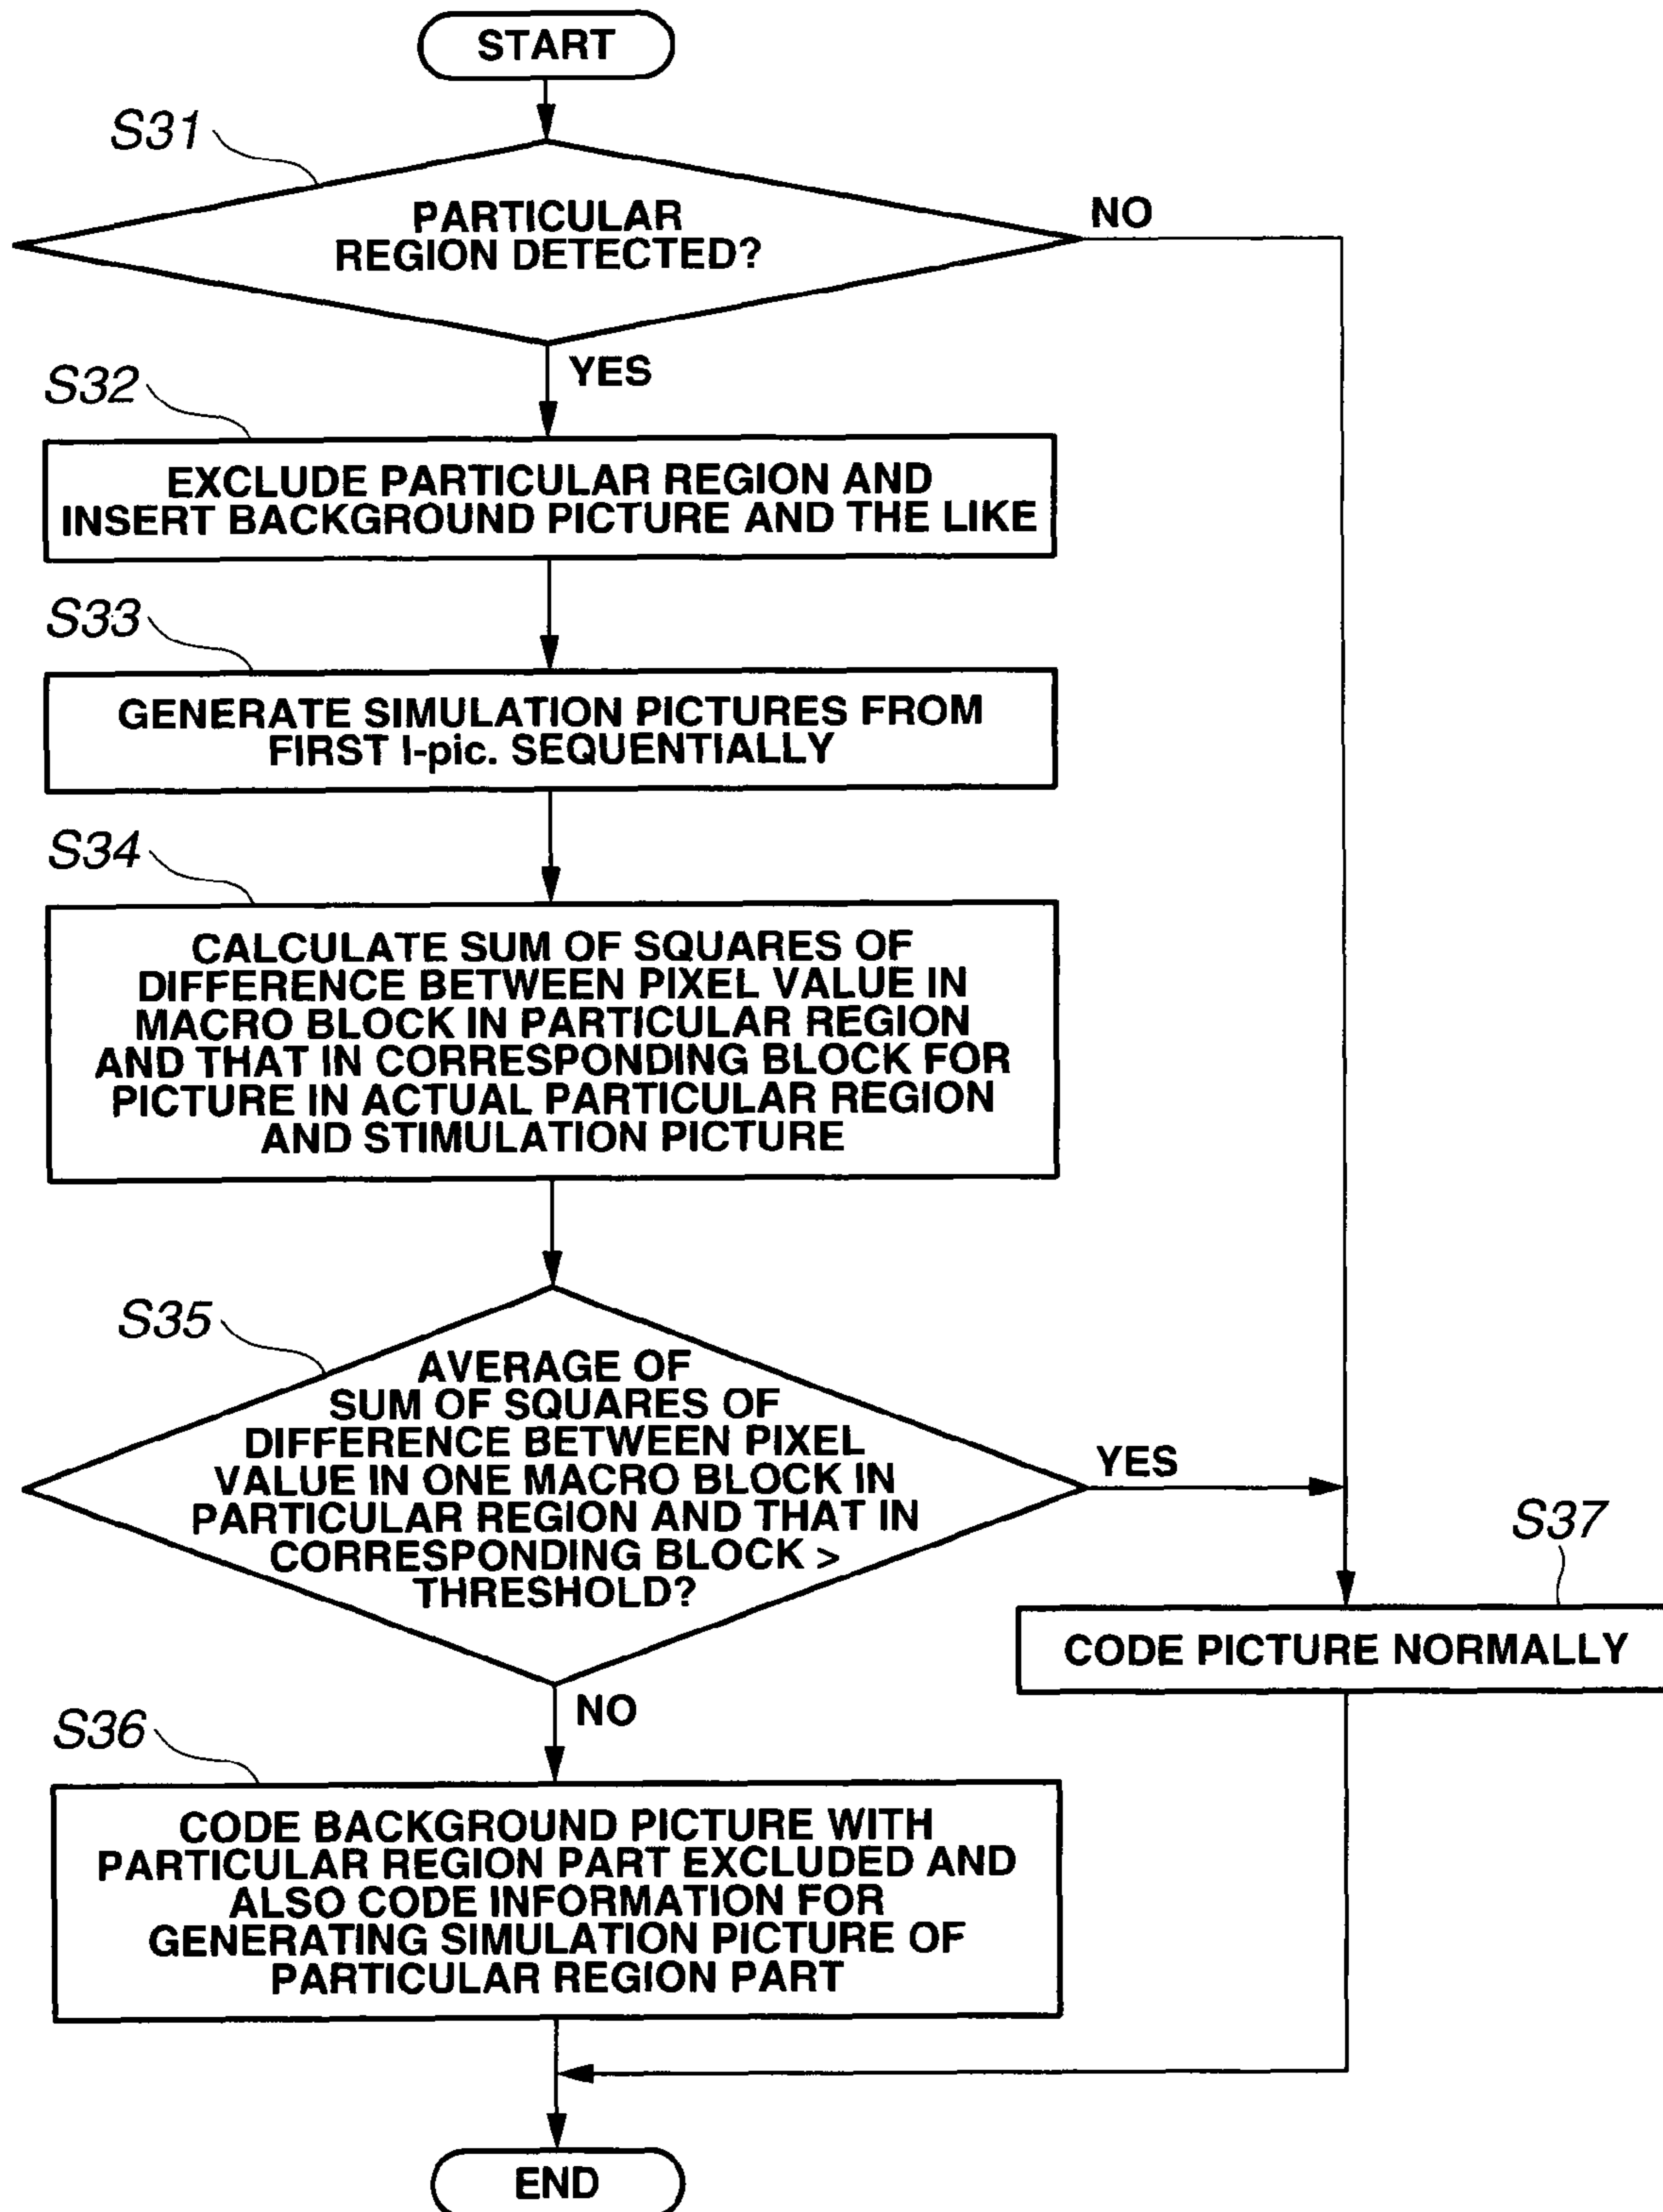 START
S31
PARTICULAR
REGION DETECTED?
NO
YES
S32
EXCLUDE PARTICULAR REGION AND
INSERT BACKGROUND PICTURE AND THE LIKE
S33
GENERATE SIMULATION PICTURES FROM
FIRST I-pic. SEQUENTIALLY
S34
CALCULATE SUM OF SQUARES OF
DIFFERENCE BETWEEN PIXEL VALUE IN
MACRO BLOCK IN PARTICULAR REGION
AND THAT IN CORRESPONDING BLOCK FOR
PICTURE IN ACTUAL PARTICULAR REGION
AND STIMULATION PICTURE
S35
AVERAGE OF
SUM OF SQUARES OF
DIFFERENCE BETWEEN PIXEL
VALUE IN ONE MACRO BLOCK IN
PARTICULAR REGION AND THAT IN
CORRESPONDING BLOCK >
THRESHOLD?
YES
S37
CODE PICTURE NORMALLY
NO
S36
CODE BACKGROUND PICTURE WITH
PARTICULAR REGION PART EXCLUDED AND
ALSO CODE INFORMATION FOR
GENERATING SIMULATION PICTURE OF
PARTICULAR REGION PART
END